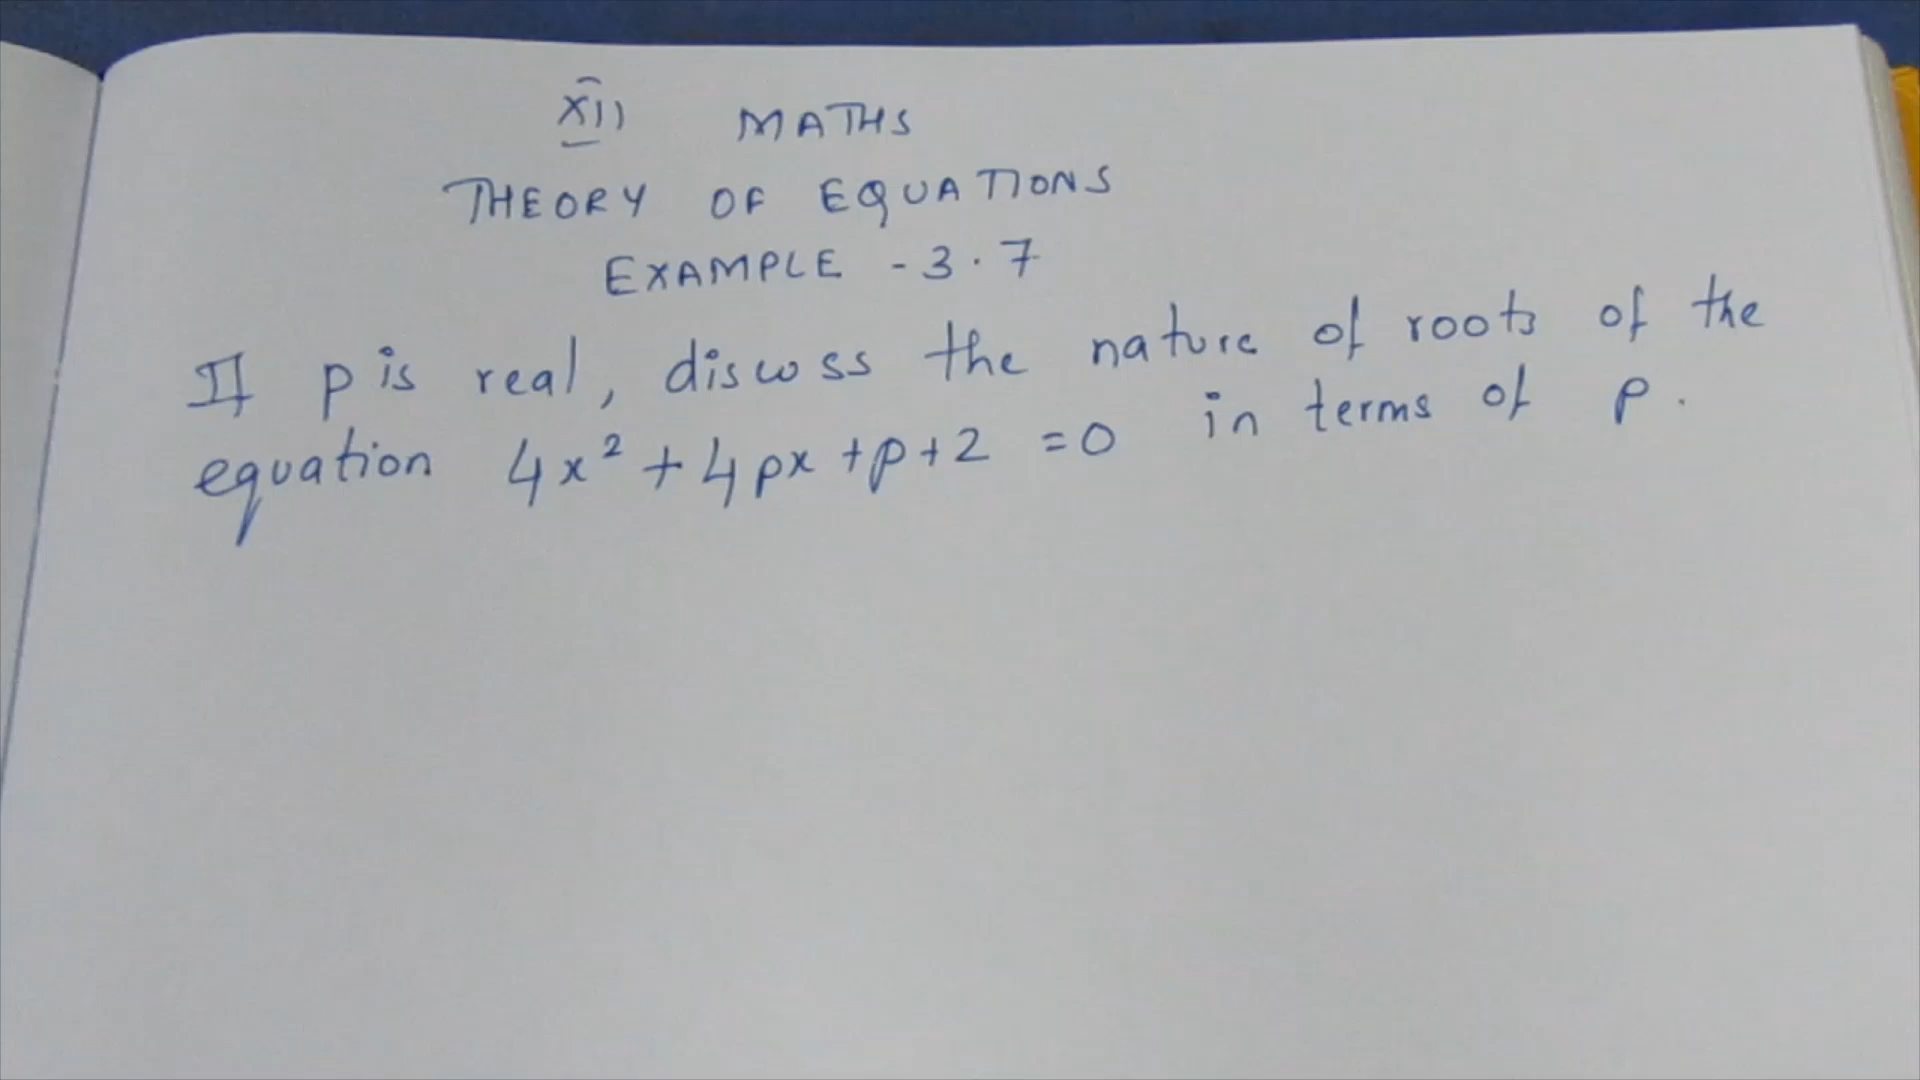 XII MATHS
THEORY OF EQUATIONS
EXAMPLE - 3.7
If p is real, discuss the nature of roots of the
equation 4x² + 4px + p + 2 = 0 in terms of p.